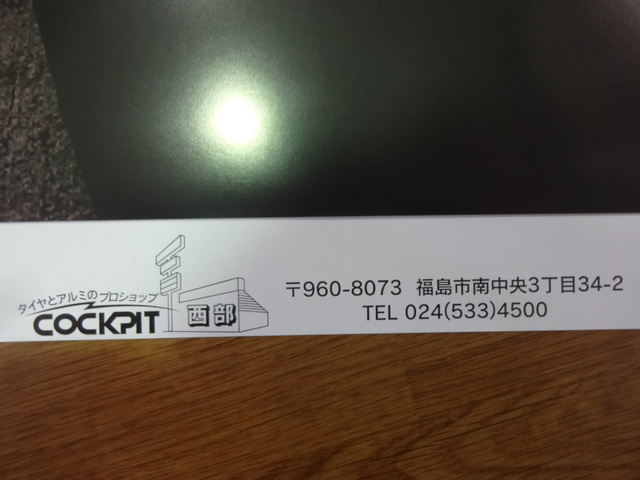 タイヤとアルミのプロショップ
COCKPIT 西部
〒960-8073 福島市南中央3丁目34-2
TEL 024(533)4500